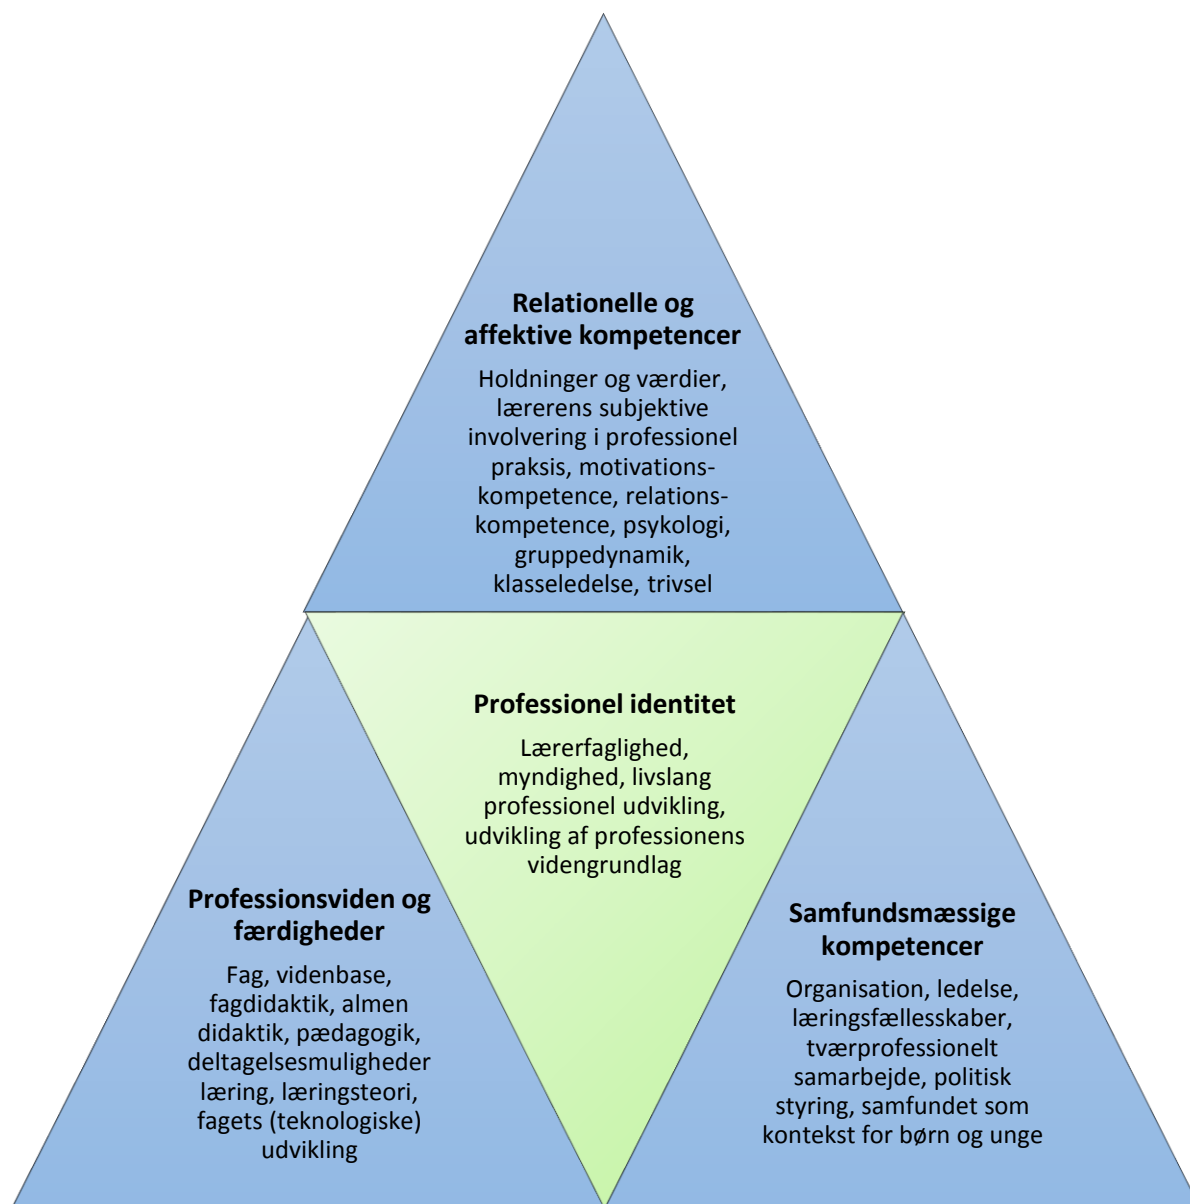 Relationelle og
affektive kompetencer
Holdninger og værdier,
lærerens subjektive
involvering i professionel
praksis, motivations-
kompetence, relations-
kompetence, psykologi,
gruppedynamik,
klasseledelse, trivsel
Professionel identitet
Lærerfaglighed,
myndighed, livslang
professionel udvikling,
udvikling af professionens
videngrundlag
Professionsviden og
færdigheder
Fag, videnbase,
fagdidaktik, almen
didaktik, pædagogik,
deltagelsesmuligheder
læring, læringsteori,
fagets (teknologiske)
udvikling
Samfundsmæssige
kompetencer
Organisation, ledelse,
læringsfællesskaber,
tværprofessionelt
samarbejde, politisk
styring, samfundet som
kontekst for børn og unge